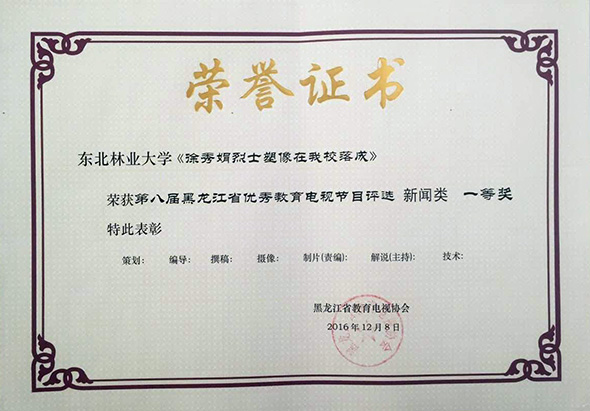 荣誉证书
东北林业大学《徐秀娟烈士塑像在我校落成》
荣获第八届黑龙江省优秀教育电视节目评选 新闻类 一等奖
特此表彰
策划： 编导： 撰稿： 摄像： 制片(责编)： 解说(主持)： 技术：
黑龙江省教育电视协会
2016年12月8日